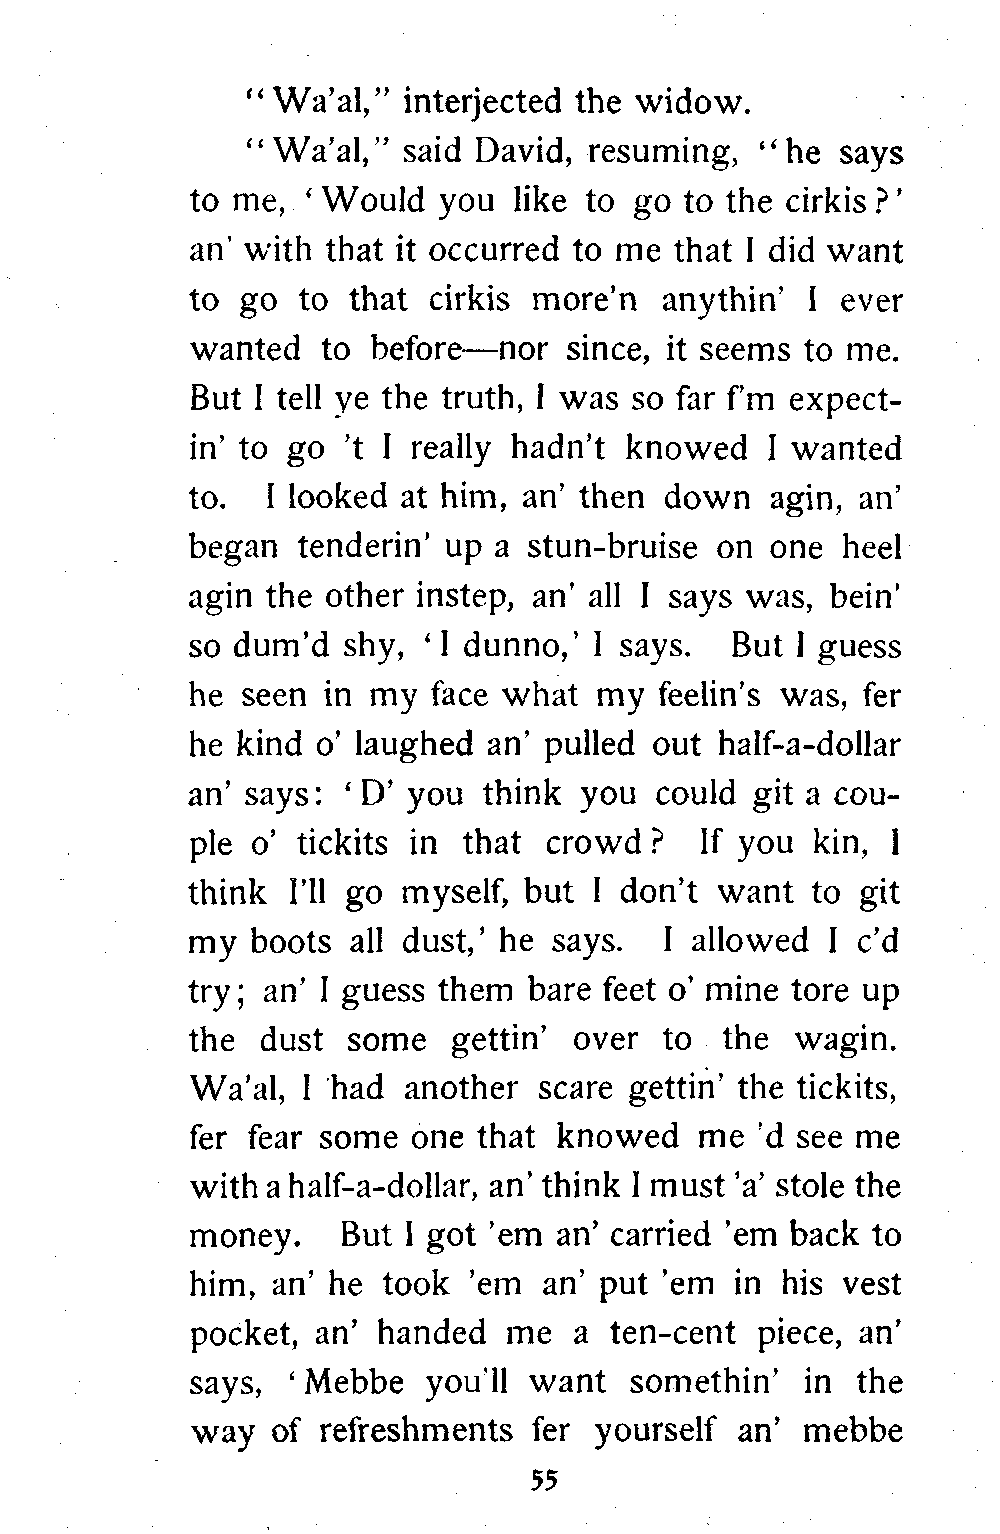 “Wa'al,” interjected the widow.
“Wa'al,” said David, resuming, “he says
to me, ‘Would you like to go to the cirkis?’
an' with that it occurred to me that I did want
to go to that cirkis more'n anythin' I ever
wanted to before—nor since, it seems to me.
But I tell ye the truth, I was so far f'm expect-
in' to go 't I really hadn't knowed I wanted
to. I looked at him, an' then down agin, an'
began tenderin' up a stun-bruise on one heel
agin the other instep, an' all I says was, bein'
so dum'd shy, ‘I dunno,’ I says. But I guess
he seen in my face what my feelin's was, fer
he kind o' laughed an' pulled out half-a-dollar
an' says: ‘D' you think you could git a cou-
ple o' tickits in that crowd? If you kin, I
think I'll go myself, but I don't want to git
my boots all dust,’ he says. I allowed I c'd
try; an' I guess them bare feet o' mine tore up
the dust some gettin' over to the wagin.
Wa'al, I had another scare gettin' the tickits,
fer fear some one that knowed me 'd see me
with a half-a-dollar, an' think I must 'a' stole the
money. But I got 'em an' carried 'em back to
him, an' he took 'em an' put 'em in his vest
pocket, an' handed me a ten-cent piece, an'
says, ‘Mebbe you'll want somethin' in the
way of refreshments fer yourself an' mebbe
55